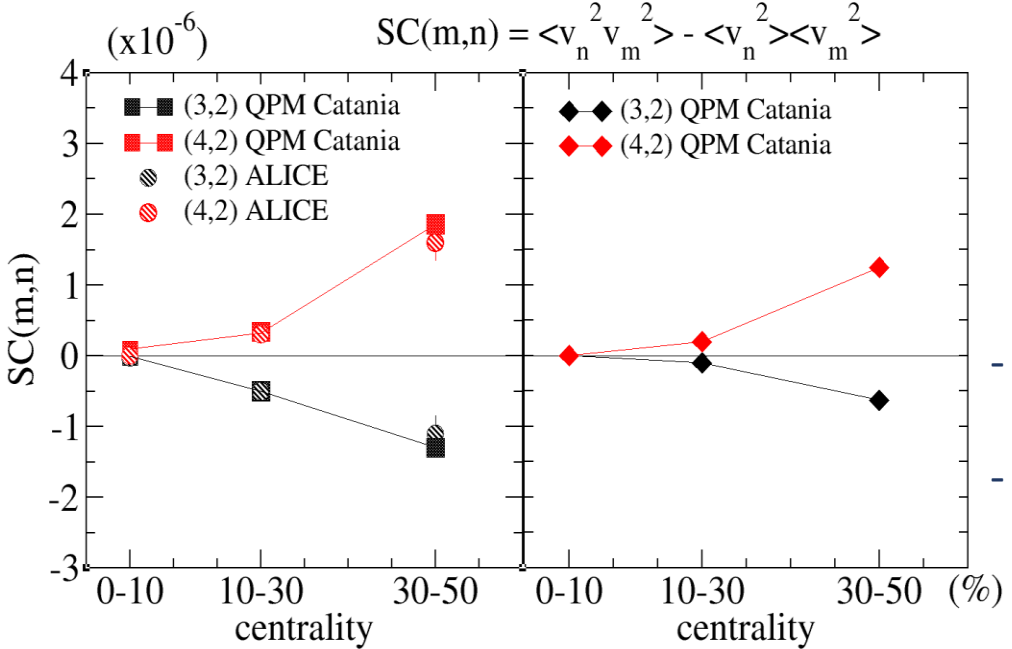 (x10^-6)
SC(m,n) = <v_n^2 v_m^2> - <v_n^2><v_m^2>
4
3
2
1
0
-1
-2
-3
SC(m,n)
(3,2) QPM Catania
(4,2) QPM Catania
(3,2) ALICE
(4,2) ALICE
(3,2) QPM Catania
(4,2) QPM Catania
0-10 10-30 30-50
0-10 10-30 30-50 (%)
centrality
centrality